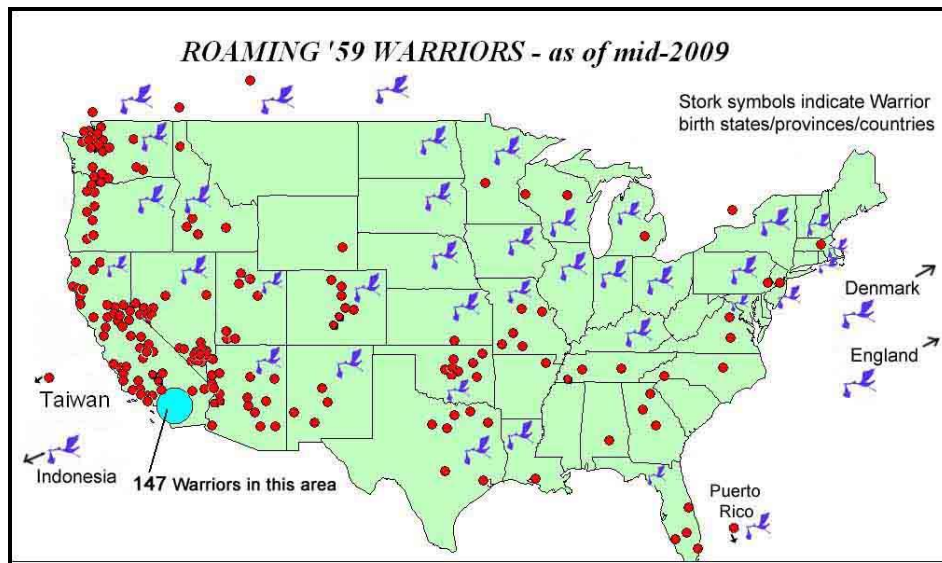 ROAMING '59 WARRIORS - as of mid-2009
Stork symbols indicate Warrior
birth states/provinces/countries
Denmark
England
Taiwan
Indonesia
147 Warriors in this area
Puerto
Rico